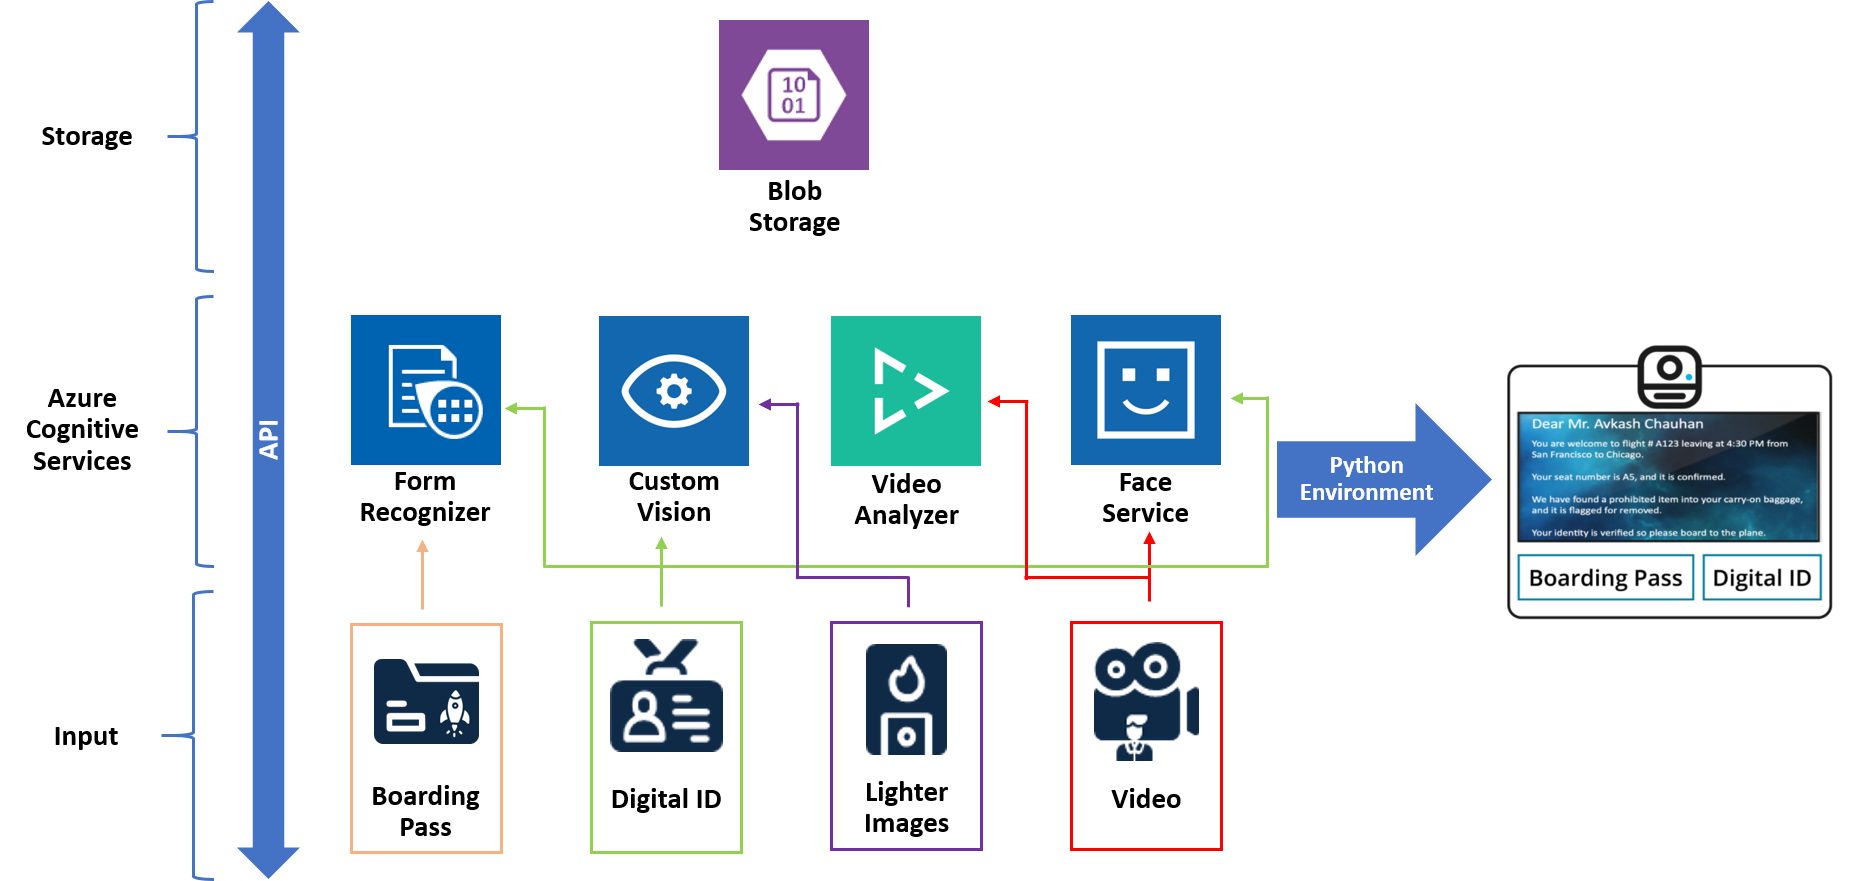 Storage
10
01
Blob
Storage
Azure
Cognitive
Services
API
Form
Recognizer
Custom
Vision
Video
Analyzer
Face
Service
Python
Environment
Dear Mr. Avkash Chauhan
You are welcome to flight # A123 leaving at 4:30 PM from
San Francisco to Chicago.
Your seat number is A5, and it is confirmed.
We have found a prohibited item into your carry-on baggage,
and it is flagged for removed.
Your identity is verified so please board to the plane.
Boarding Pass
Digital ID
Input
Boarding
Pass
Digital ID
Lighter
Images
Video